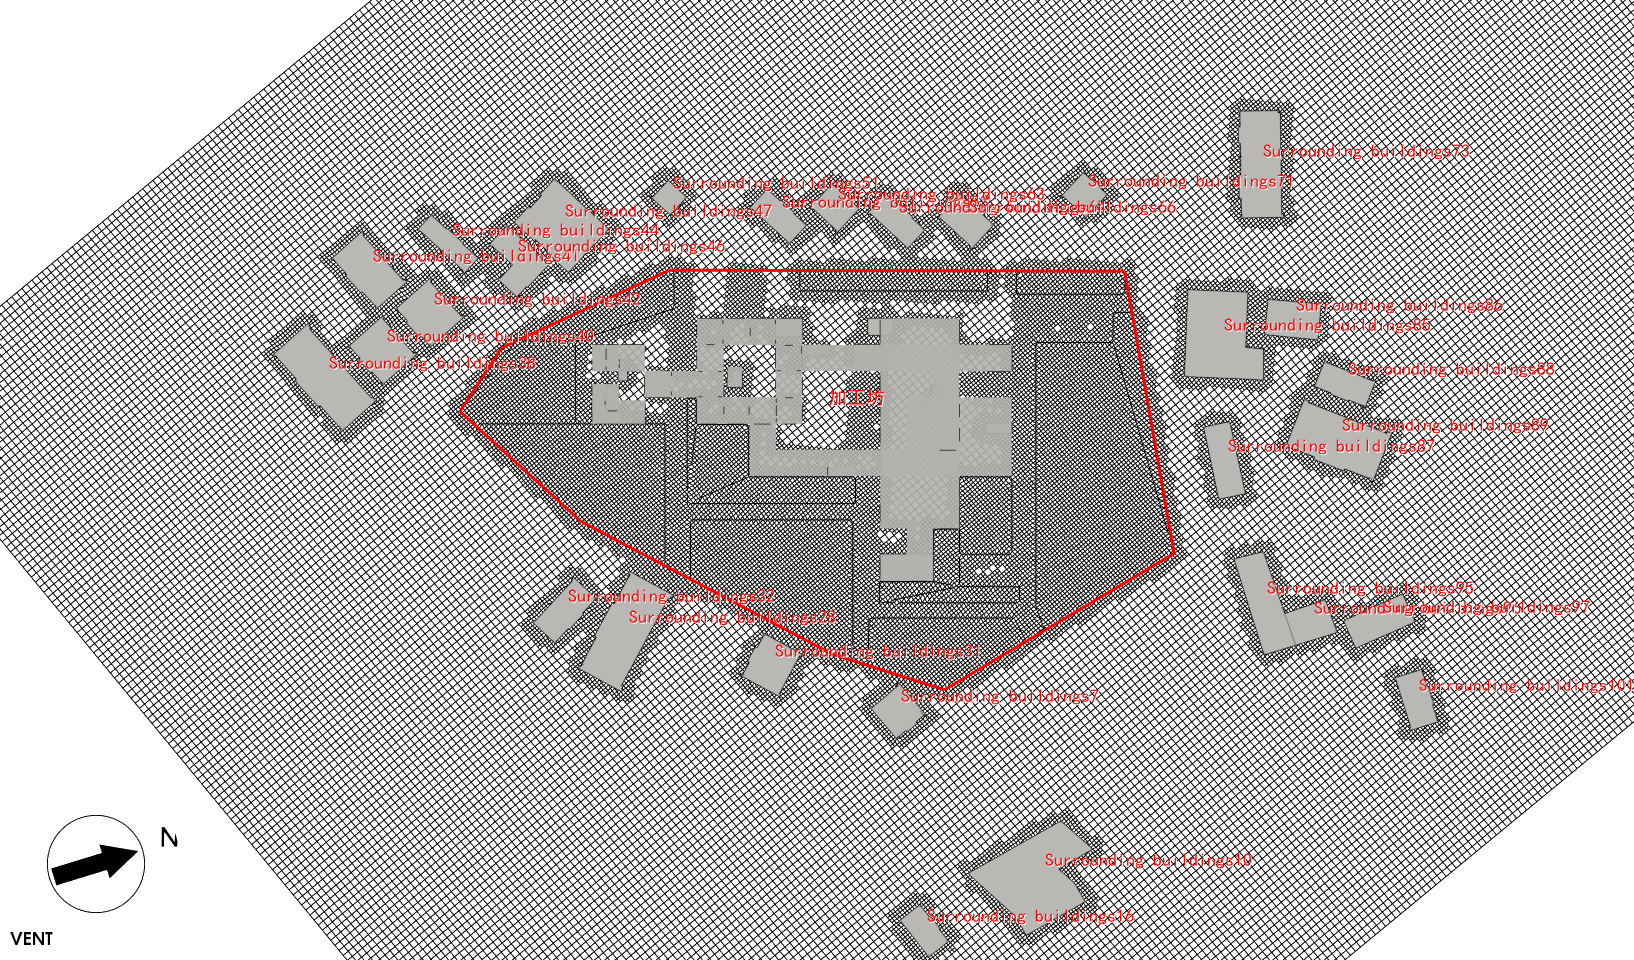 Surrounding buildings73
Surrounding buildings71
Surrounding buildings51
Surrounding buildings63
Surrounding buildings66
Surrounding buildings47
Surrounding buildings44
Surrounding buildings46
Surrounding buildings41
Surrounding buildings42
Surrounding buildings86
Surrounding buildings85
Surrounding buildings40
Surrounding buildings38
Surrounding buildings88
加工坊
Surrounding buildings89
Surrounding buildings87
Surrounding buildings95
Surrounding buildings97
Surrounding buildings32
Surrounding buildings28
Surrounding buildings31
Surrounding buildings101
Surrounding buildings7
N
Surrounding buildings10
Surrounding buildings16
VENT